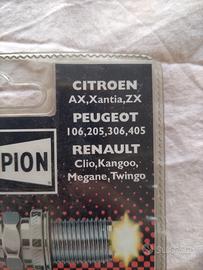 CITROEN
AX,Xantia,ZX
PEUGEOT
106,205,306,405
PION
RENAULT
Clio,Kangoo,
Megane,Twingo